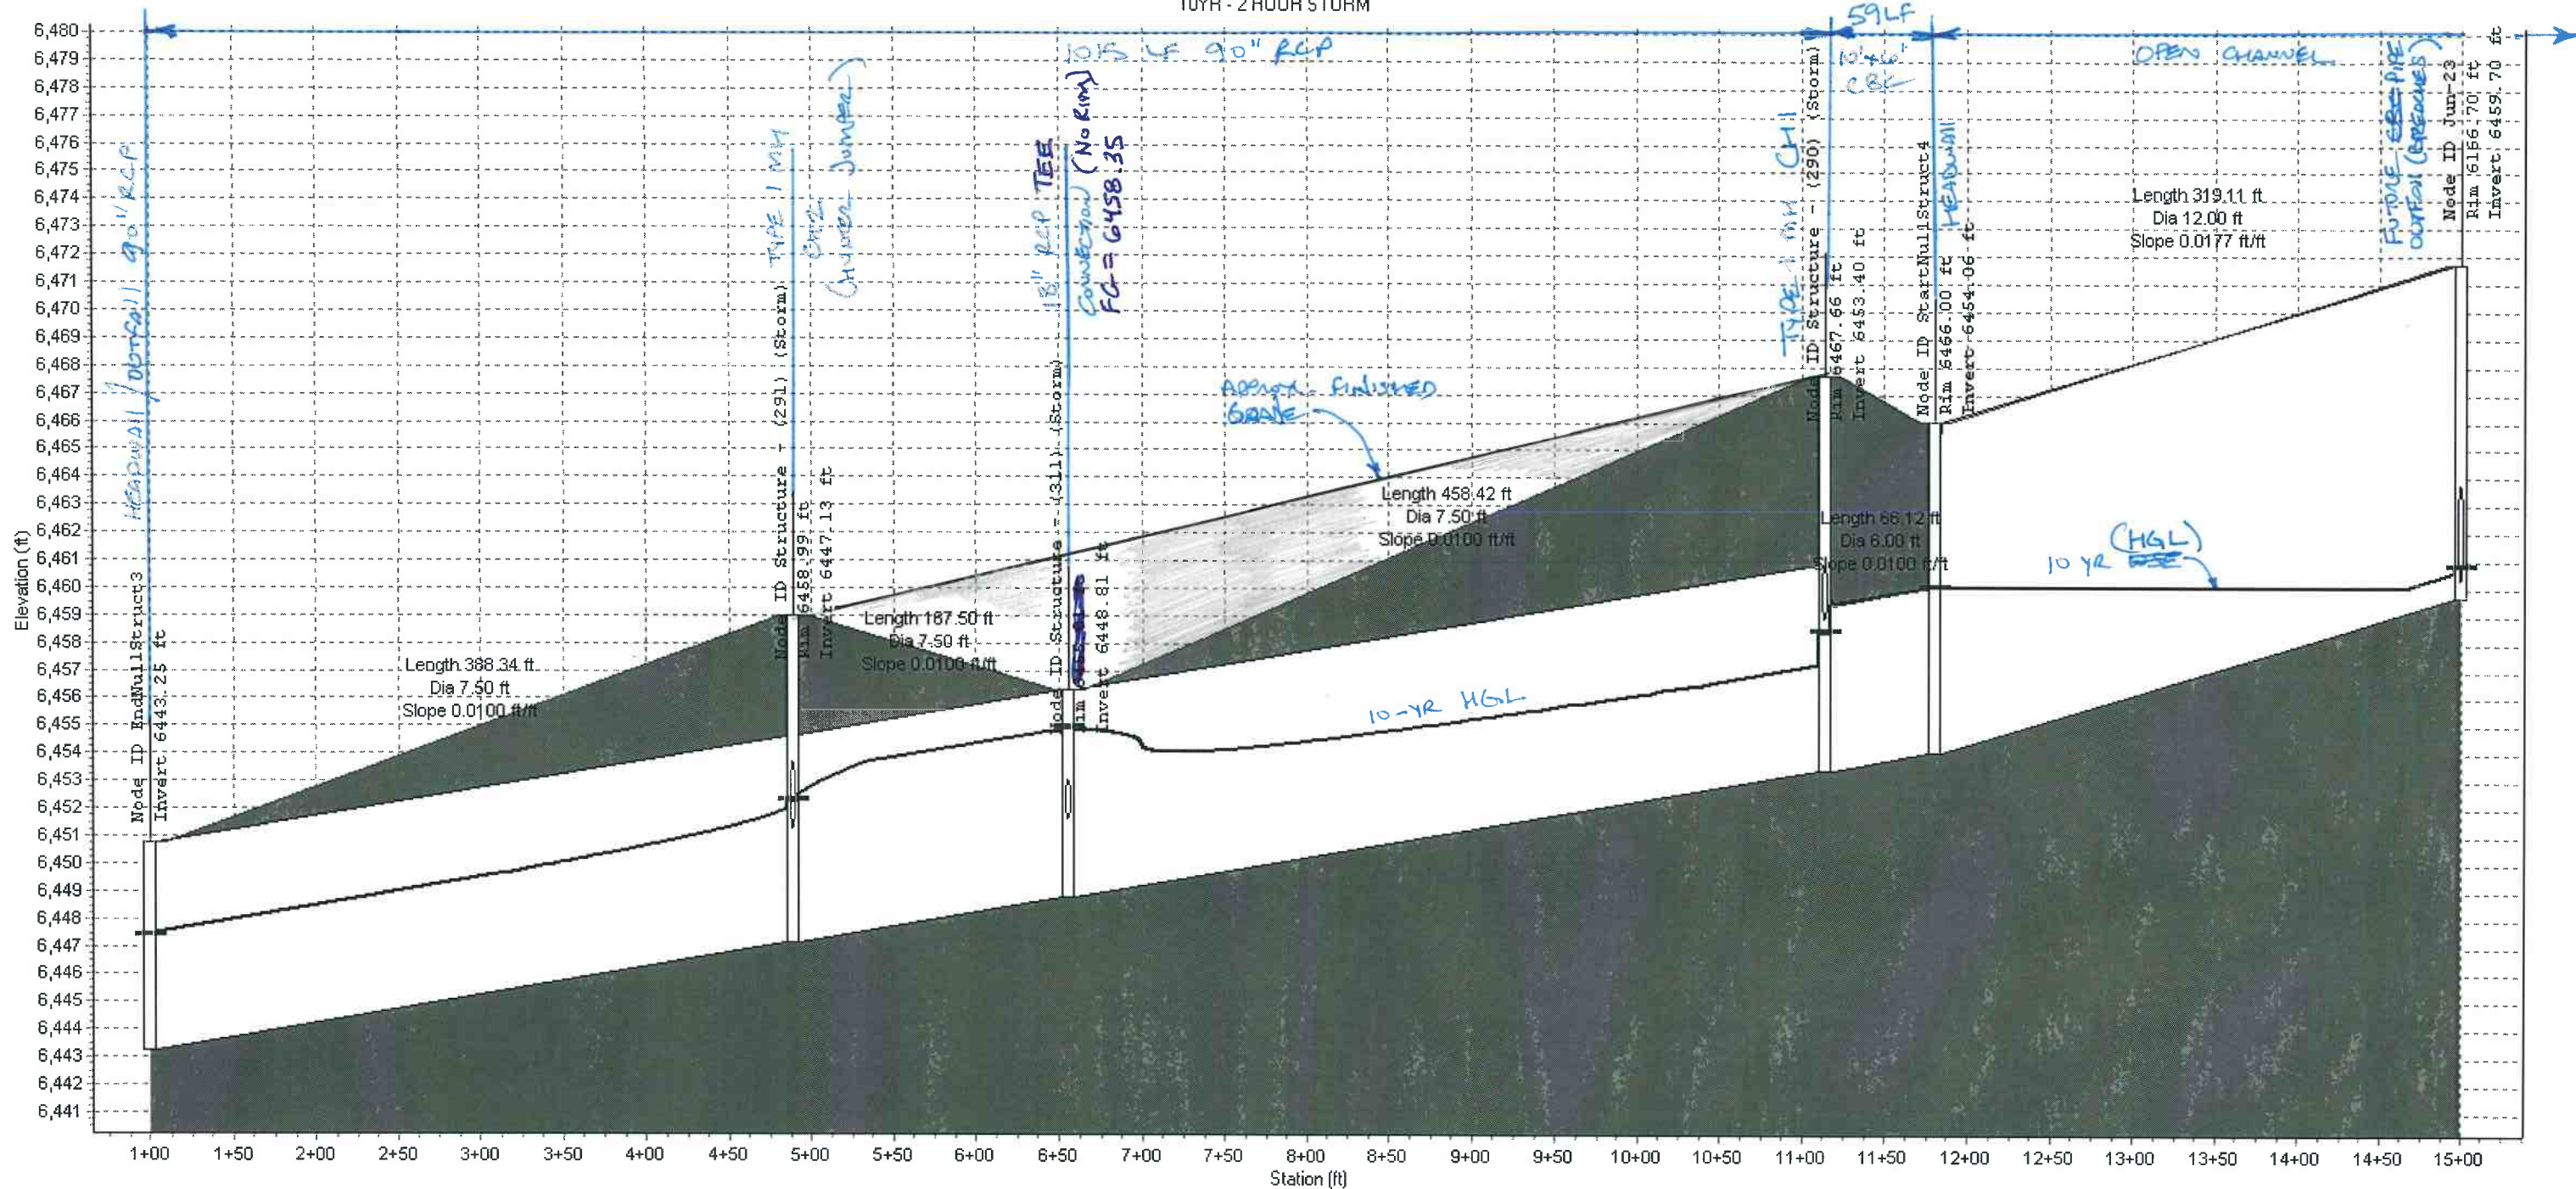 10YR - 2 HOUR STORM
59LF
1015 LF 90" RCP
10'x6'
CBC
OPEN CHANNEL
HEADWALL/OUTFALL 90" RCP
TYPE 1 MH
CH2
(HUNTER JUMPER)
18" RCP TEE
CONNECTION (NO RIM)
FG = 6458.35
TYPE 1 MH CH1
HEADWALL
FUTURE PIPE
OUTFALL
APPROX. FINISHED
GRADE
10-YR HGL
10 YR (HGL)
Node ID EndNullStruct3
Invert 6443.25 ft
Node ID Structure - (291) (Storm)
Rim 6458.99 ft
Invert 6447.13 ft
Node ID Structure - (311) (Storm)
Rim
Invert 6448.81 ft
Node ID Structure - (290) (Storm)
Rim 6467.66 ft
Invert 6453.40 ft
Node ID StartNullStruct4
Rim 6466.00 ft
Invert 6454.06 ft
Node ID Jun-23
Rim 6166.70 ft
Invert 6459.70 ft
Length 388.34 ft
Dia 7.50 ft
Slope 0.0100 ft/ft
Length 167.50 ft
Dia 7.50 ft
Slope 0.0100 ft/ft
Length 458.42 ft
Dia 7.50 ft
Slope 0.0100 ft/ft
Length 66.12 ft
Dia 6.00 ft
Slope 0.0100 ft/ft
Length 319.11 ft
Dia 12.00 ft
Slope 0.0177 ft/ft
Elevation (ft)
6,480
6,479
6,478
6,477
6,476
6,475
6,474
6,473
6,472
6,471
6,470
6,469
6,468
6,467
6,466
6,465
6,464
6,463
6,462
6,461
6,460
6,459
6,458
6,457
6,456
6,455
6,454
6,453
6,452
6,451
6,450
6,449
6,448
6,447
6,446
6,445
6,444
6,443
6,442
6,441
1+00 1+50 2+00 2+50 3+00 3+50 4+00 4+50 5+00 5+50 6+00 6+50 7+00 7+50 8+00 8+50 9+00 9+50 10+00 10+50 11+00 11+50 12+00 12+50 13+00 13+50 14+00 14+50 15+00
Station (ft)